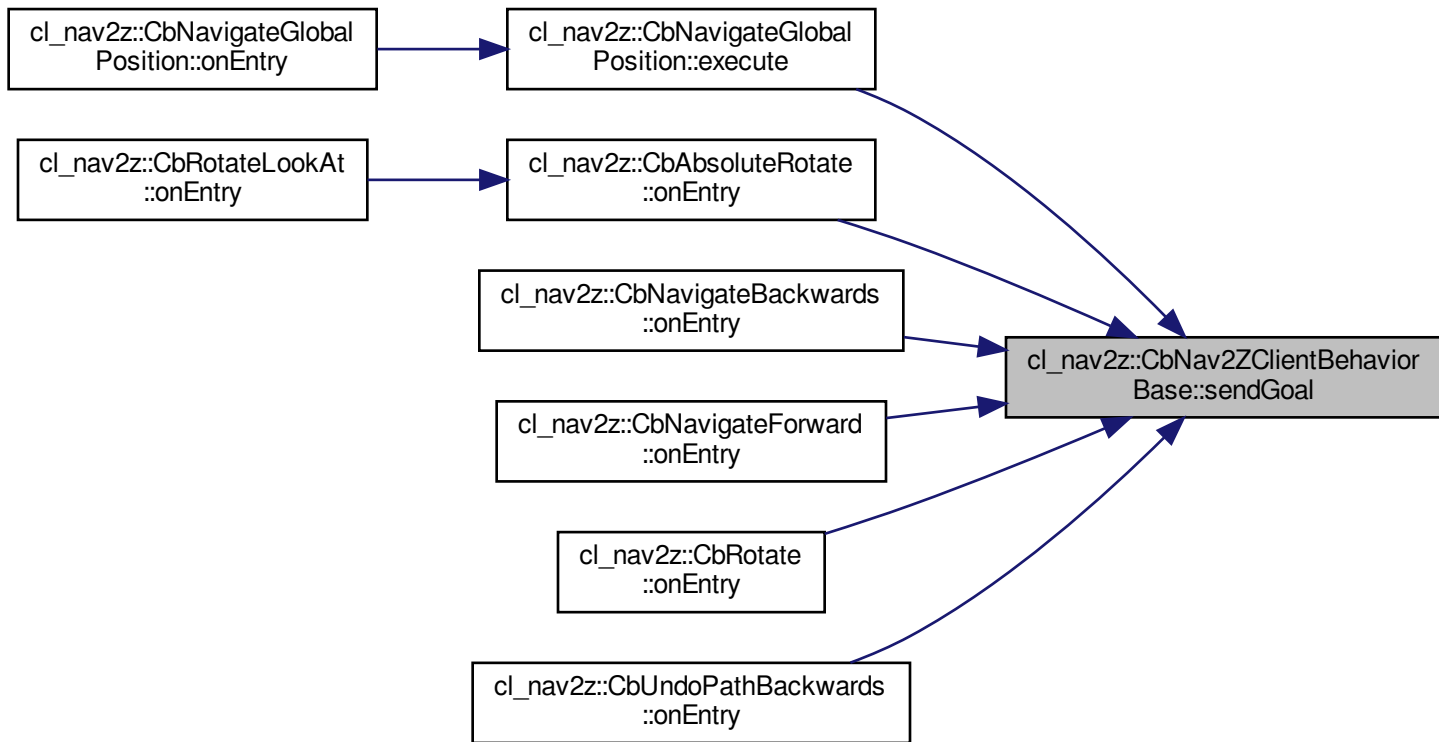 cl_nav2z::CbNavigateGlobal
Position::onEntry
cl_nav2z::CbNavigateGlobal
Position::execute
cl_nav2z::CbRotateLookAt
::onEntry
cl_nav2z::CbAbsoluteRotate
::onEntry
cl_nav2z::CbNavigateBackwards
::onEntry
cl_nav2z::CbNav2ZClientBehavior
Base::sendGoal
cl_nav2z::CbNavigateForward
::onEntry
cl_nav2z::CbRotate
::onEntry
cl_nav2z::CbUndoPathBackwards
::onEntry